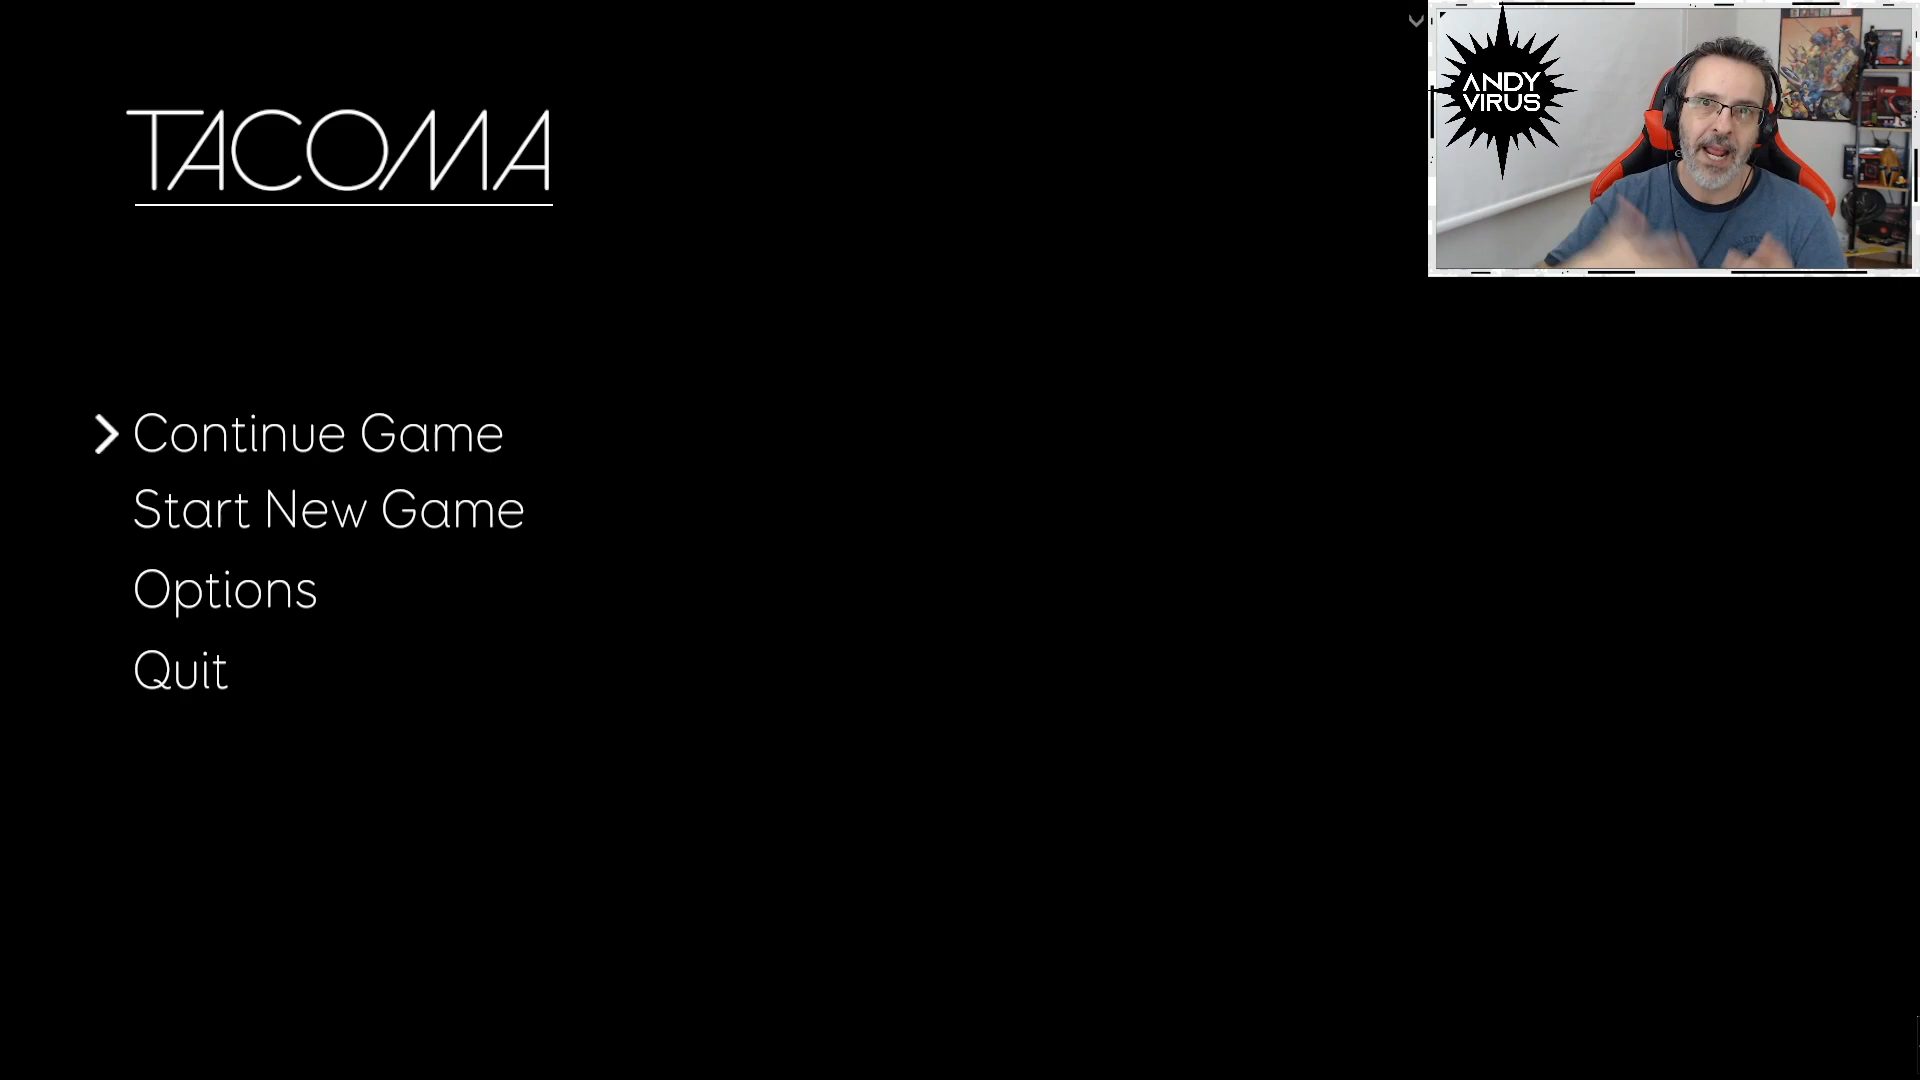 TACOMA
Continue Game
Start New Game
Options
Quit
ANDY
VIRUS